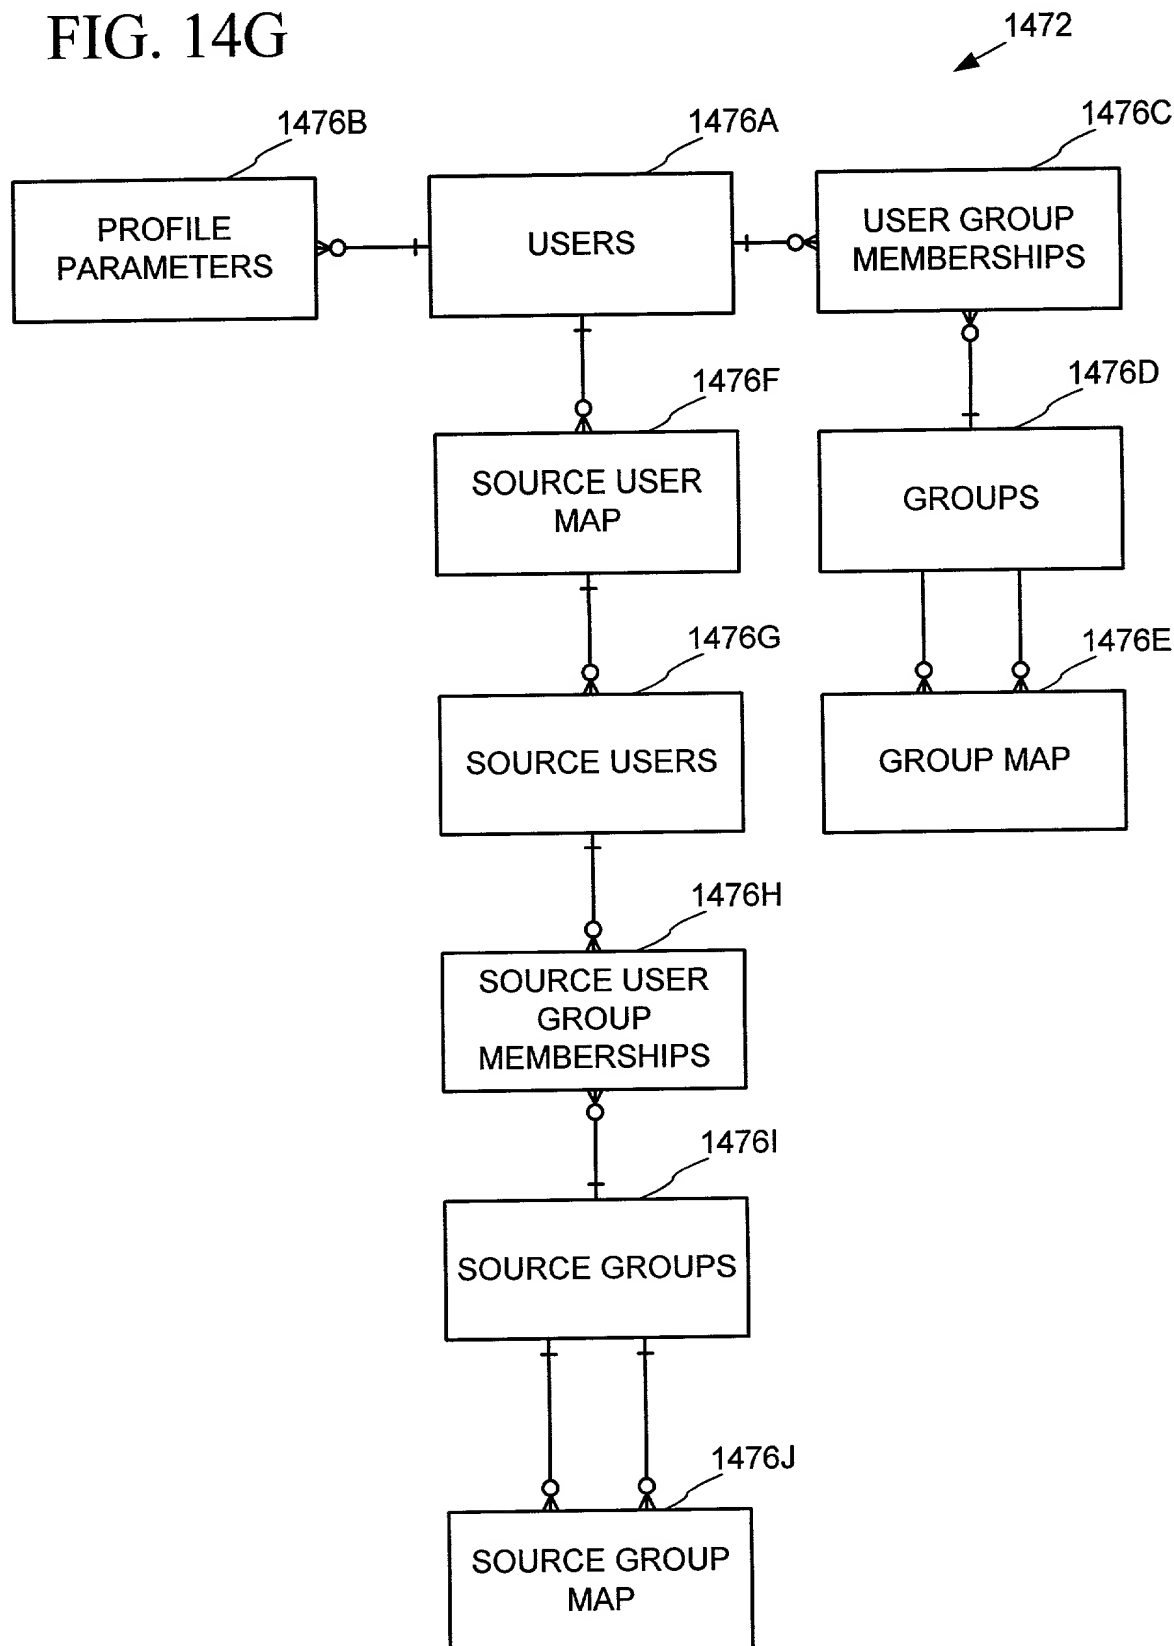 FIG. 14G
1472
1476B
1476A
1476C
PROFILE
PARAMETERS
USERS
USER GROUP
MEMBERSHIPS
1476F
1476D
SOURCE USER
MAP
GROUPS
1476G
1476E
SOURCE USERS
GROUP MAP
1476H
SOURCE USER
GROUP
MEMBERSHIPS
1476I
SOURCE GROUPS
1476J
SOURCE GROUP
MAP